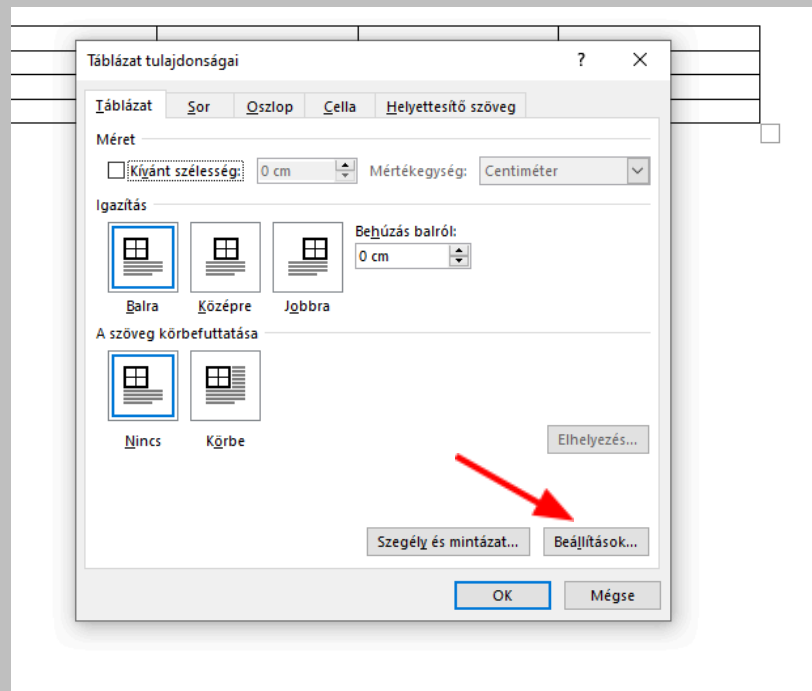 Táblázat tulajdonságai ?
Táblázat Sor Oszlop Cella Helyettesítő szöveg
Méret
Kívánt szélesség: 0 cm Mértékegység: Centiméter
Igazítás
Behúzás balról:
0 cm
Balra Középre Jobbra
A szöveg körbefuttatása
Nincs Körbe
Elhelyezés...
Szegély és mintázat... Beállítások...
OK Mégse